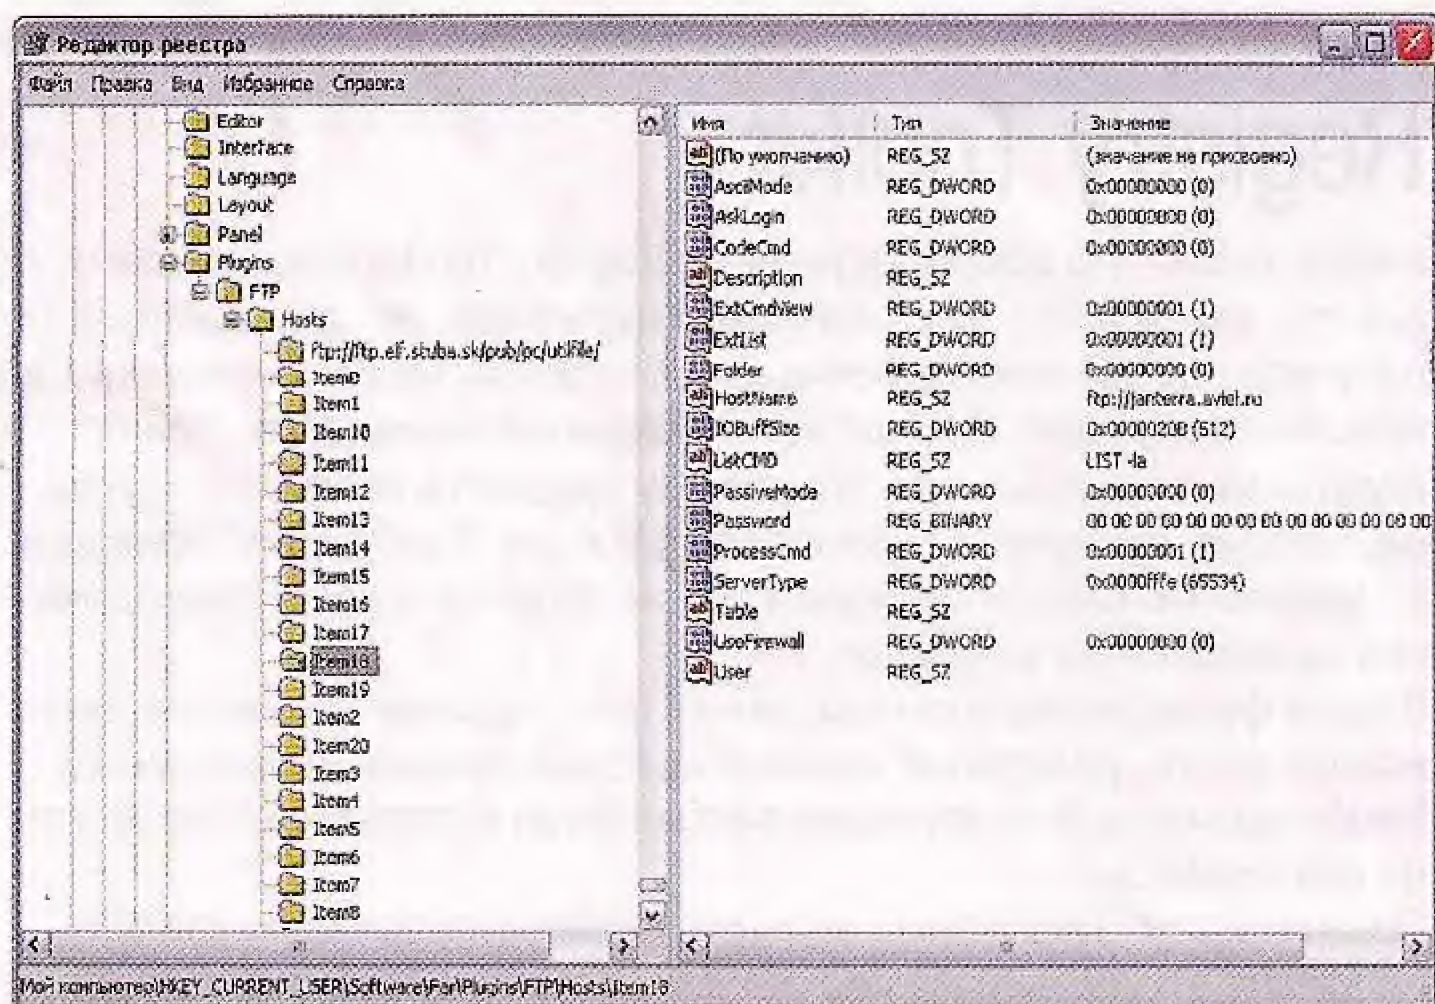 Редактор реестра
Файл Правка Вид Избранное Справка
Editor
Interface
Language
Layout
Panel
Plugins
FTP
Hosts
ftp://ftp.elf.stuba.sk/pub/pc/utilfile/
Item0
Item1
Item10
Item11
Item12
Item13
Item14
Item15
Item16
Item17
Item18
Item19
Item2
Item20
Item3
Item4
Item5
Item6
Item7
Item8
Имя Тип Значение
(По умолчанию) REG_SZ (значение не присвоено)
AsciiMode REG_DWORD 0x00000000 (0)
AskLogin REG_DWORD 0x00000000 (0)
CodeCmd REG_DWORD 0x00000000 (0)
Description REG_SZ
ExtCmdView REG_DWORD 0x00000001 (1)
ExtList REG_DWORD 0x00000001 (1)
Folder REG_DWORD 0x00000000 (0)
HostName REG_SZ ftp://janterra.aviel.ru
IOBuffSize REG_DWORD 0x00000200 (512)
ListCMD REG_SZ LIST -la
PassiveMode REG_DWORD 0x00000000 (0)
Password REG_BINARY 00 00 00 00 00 00 00 00 00 00 00 00 00 00
ProcessCmd REG_DWORD 0x00000001 (1)
ServerType REG_DWORD 0x0000fffe (65534)
Table REG_SZ
UseFirewall REG_DWORD 0x00000000 (0)
User REG_SZ
Мой компьютер\HKEY_CURRENT_USER\Software\Far\Plugins\FTP\Hosts\Item18